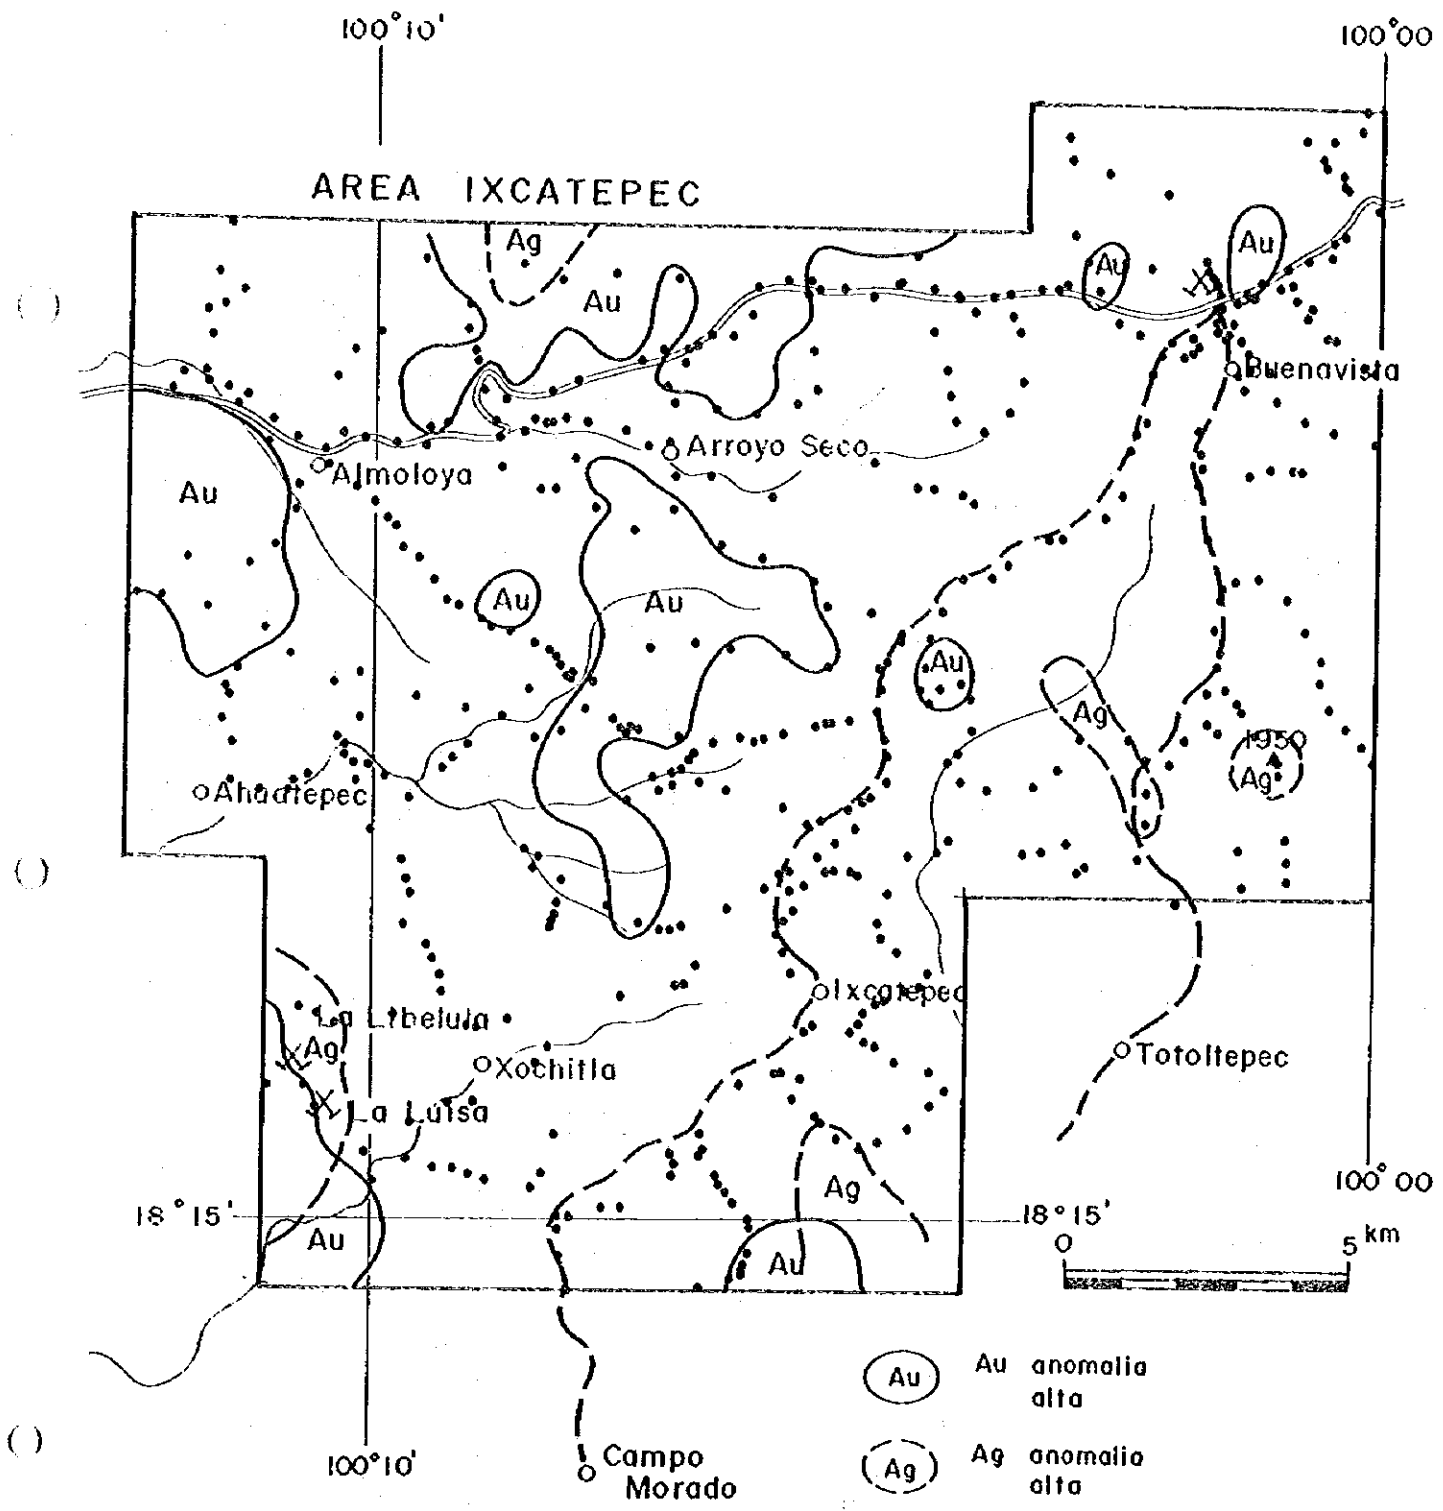 100°10'
100°00
AREA IXCATEPEC
Ag
Au
Au
Au
Buenavista
Arroyo Seco
Almoloya
Au
Au
Au
Au
Ag
1950
Ag
Ahuatepec
Ixcatepec
La Libelula
Ag
Xochitla
Totoltepec
La Luisa
Ag
100°00
18°15'
18°15'
Au
Au
0
5 km
Au
Au anomalia
alta
Ag
Ag anomalia
alta
100°10'
Campo
Morado